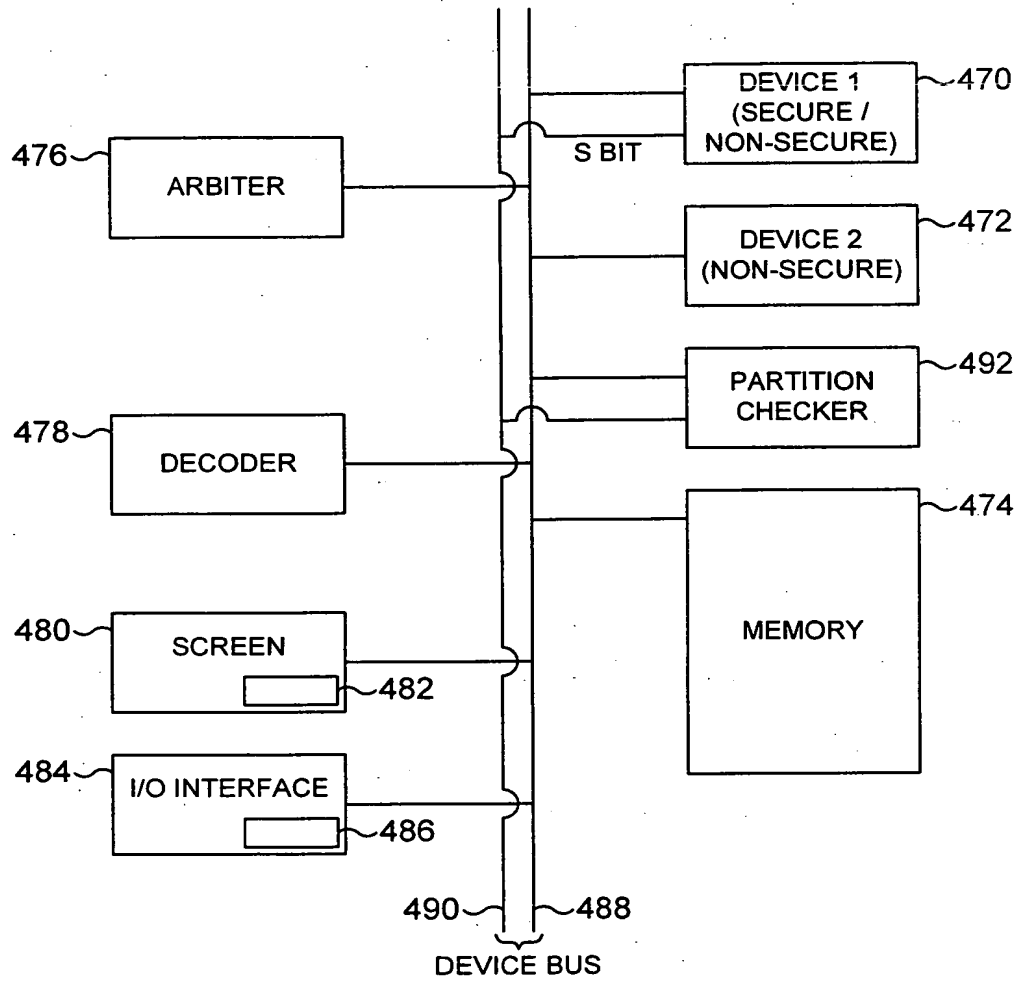 470
DEVICE 1
(SECURE /
NON-SECURE)
S BIT
476
ARBITER
472
DEVICE 2
(NON-SECURE)
492
PARTITION
CHECKER
478
DECODER
474
MEMORY
480
SCREEN
482
484
I/O INTERFACE
486
490
488
DEVICE BUS